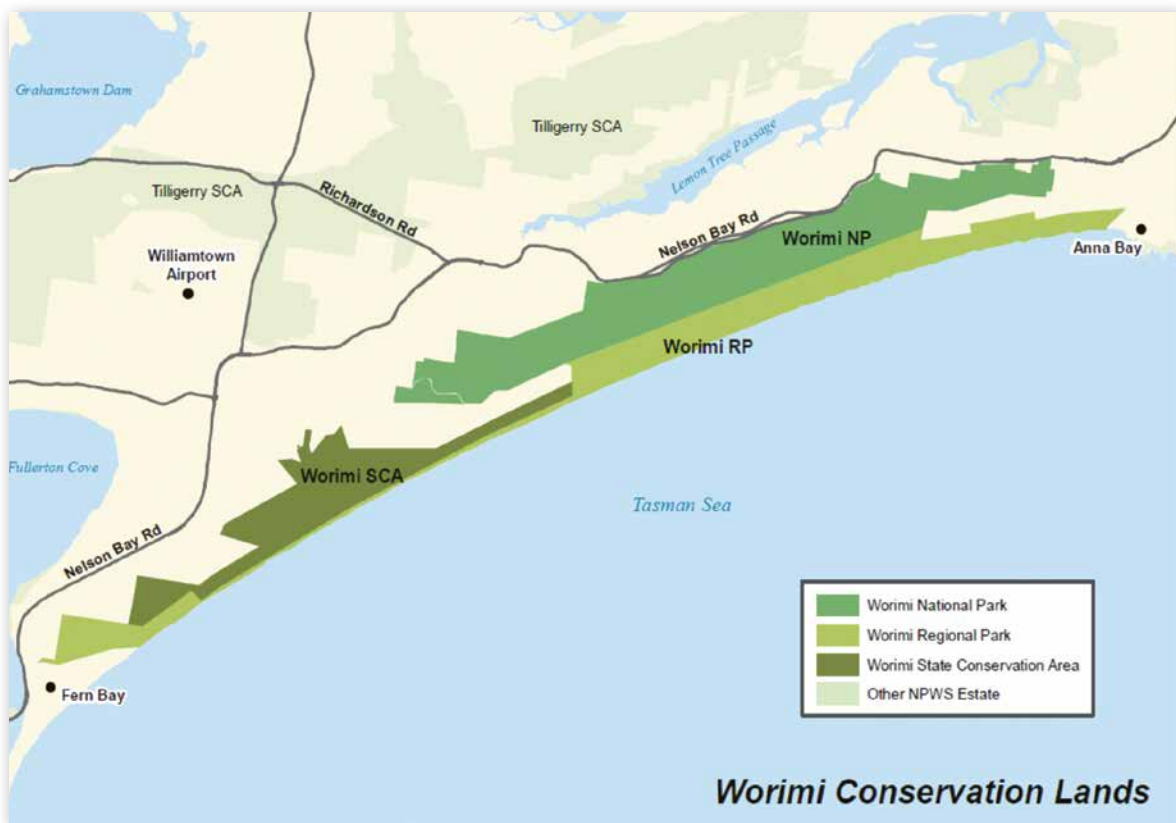 Grahamstown Dam
Tilligerry SCA
Lemon Tree Passage
Tilligerry SCA
Richardson Rd
Nelson Bay Rd
Worimi NP
Anna Bay
Williamtown
Airport
Worimi RP
Fullerton Cove
Worimi SCA
Tasman Sea
Nelson Bay Rd
Worimi National Park
Worimi Regional Park
Worimi State Conservation Area
Other NPWS Estate
Fern Bay
Worimi Conservation Lands